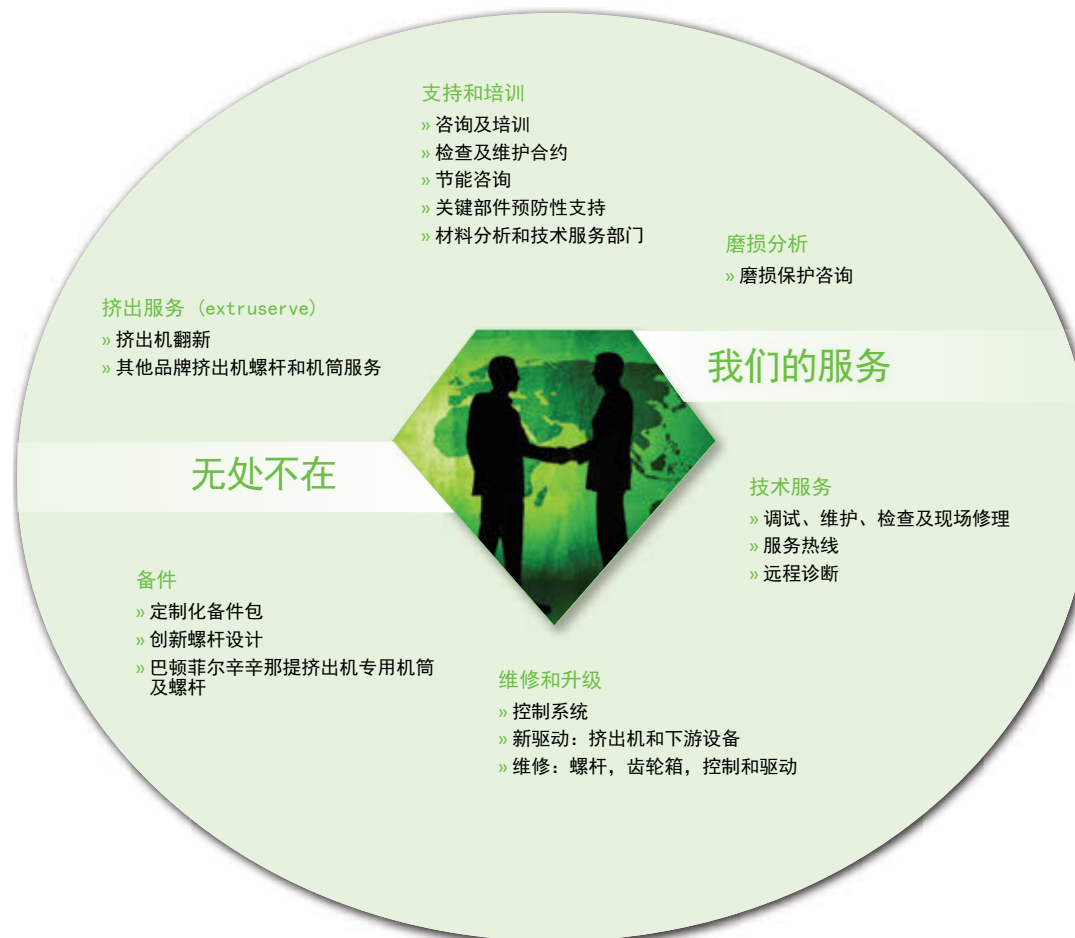 支持和培训
» 咨询及培训
» 检查及维护合约
» 节能咨询
» 关键部件预防性支持
» 材料分析和技术服务部门
磨损分析
» 磨损保护咨询
挤出服务 (extruserve)
» 挤出机翻新
» 其他品牌挤出机螺杆和机筒服务
我们的服务
无处不在
技术服务
» 调试、维护、检查及现场修理
» 服务热线
» 远程诊断
备件
» 定制化备件包
» 创新螺杆设计
» 巴顿菲尔辛辛那提挤出机专用机筒
及螺杆
维修和升级
» 控制系统
» 新驱动：挤出机和下游设备
» 维修：螺杆，齿轮箱，控制和驱动